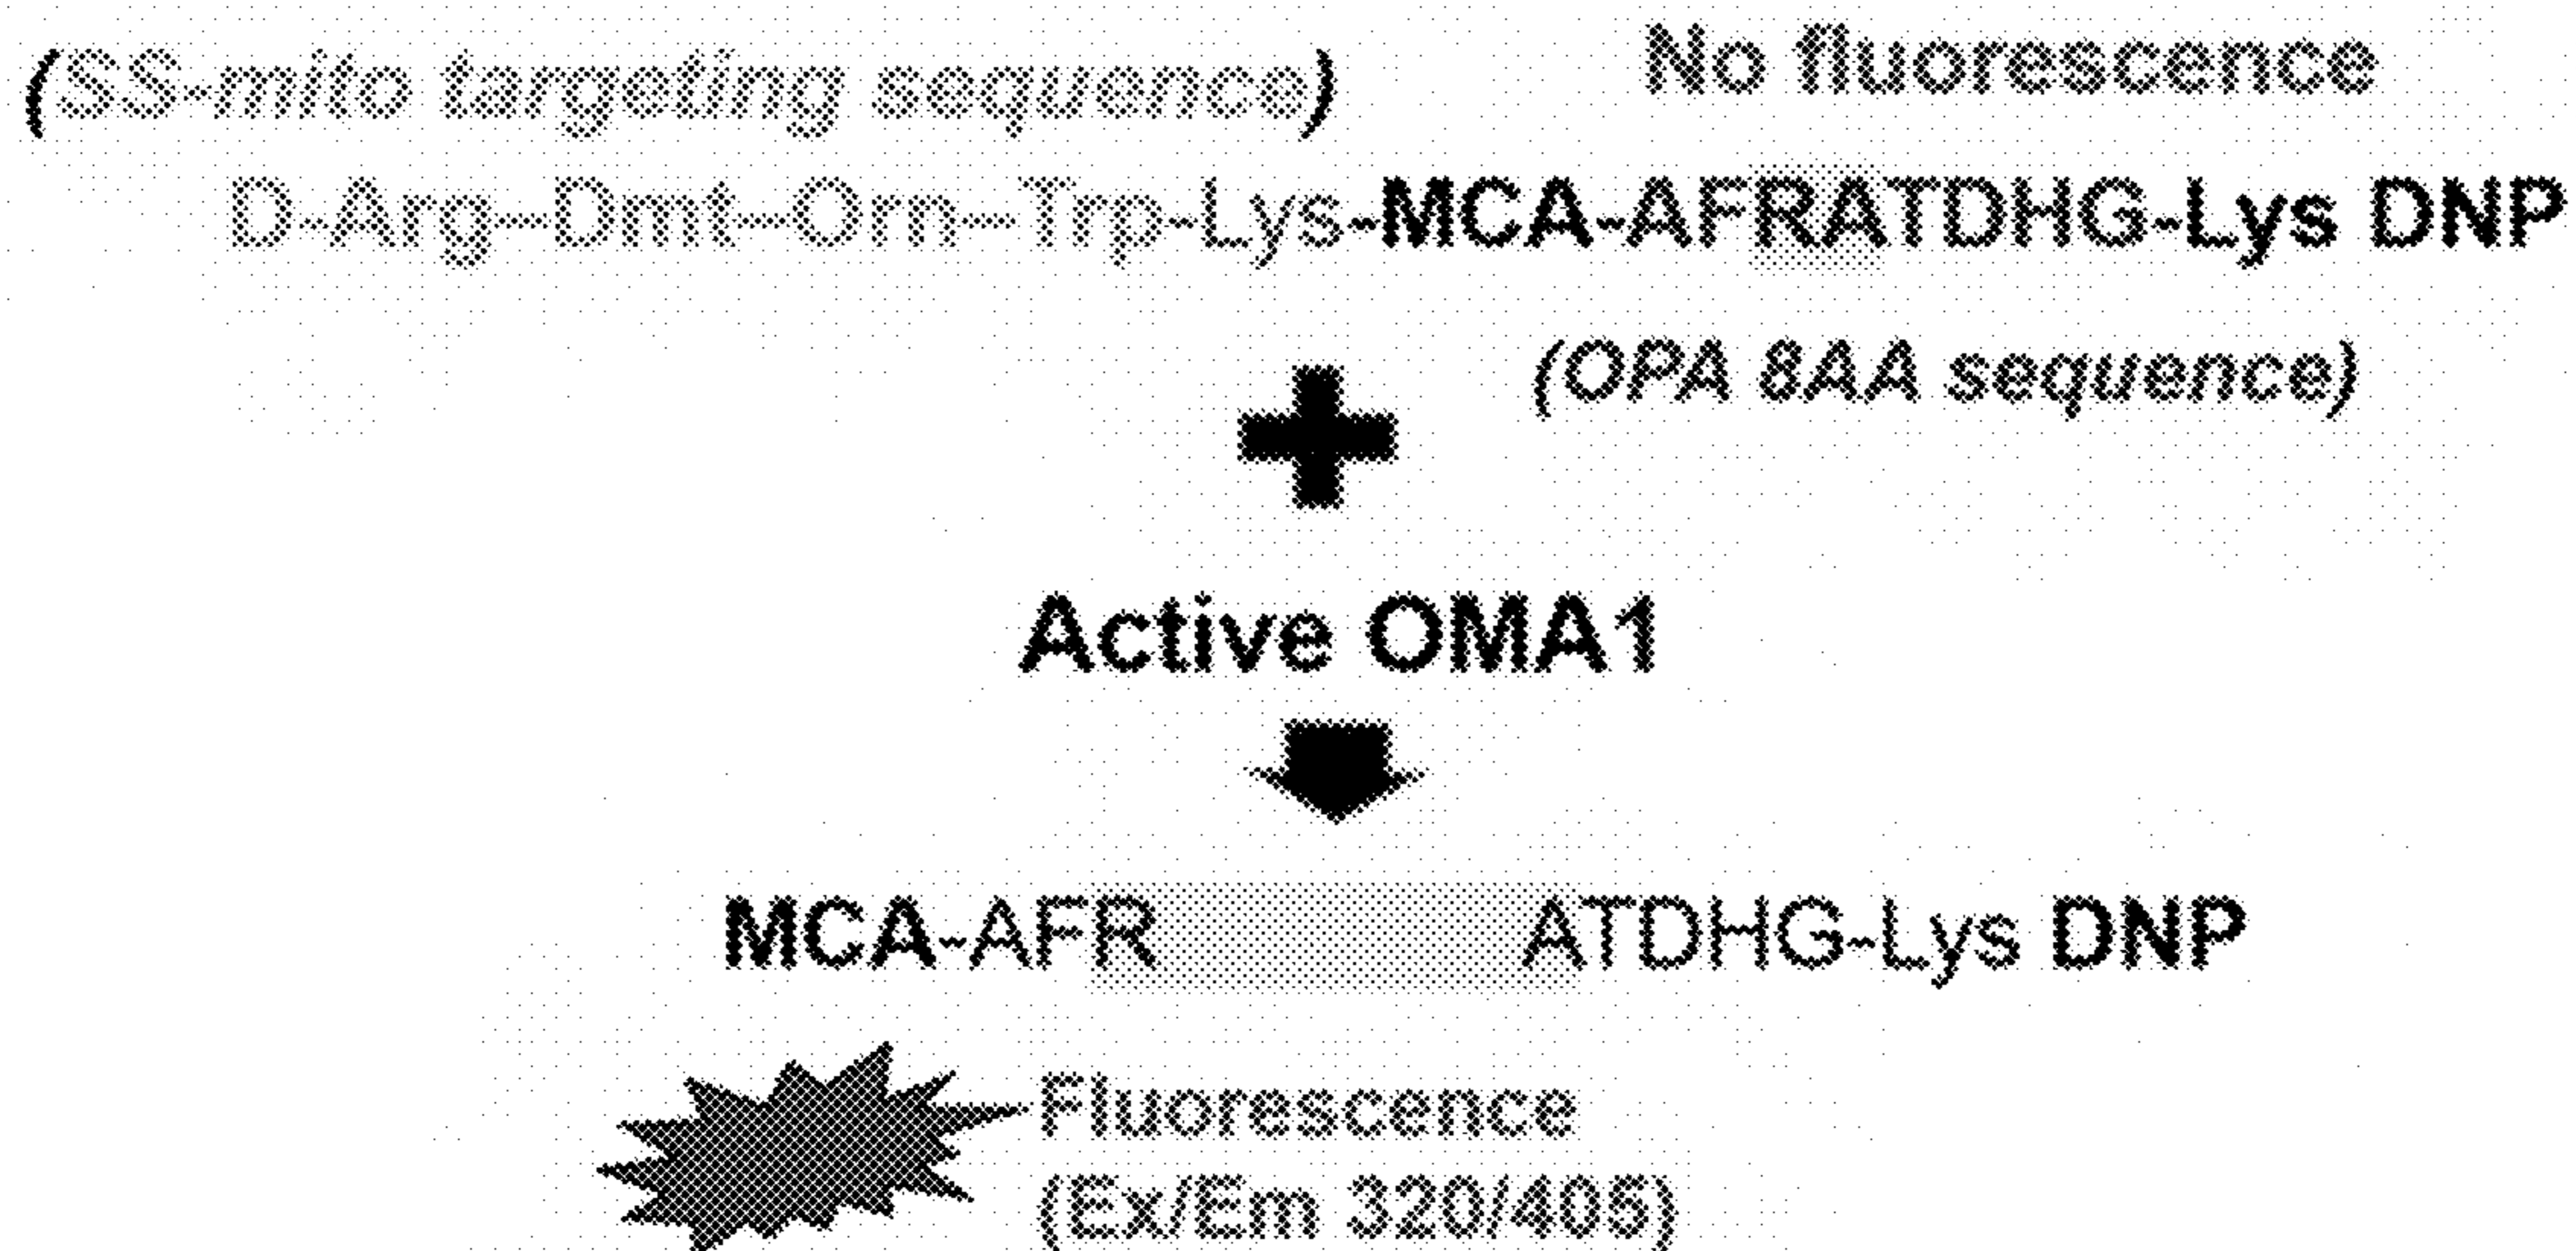 (SS-mito targeting sequence)
No fluorescence
D-Arg–Dmt–Orn–Trp-Lys-MCA-AFRATDHG-Lys DNP
(OPA 8AA sequence)
Active OMA1
MCA-AFR ATDHG-Lys DNP
Fluorescence
(Ex/Em 320/405)